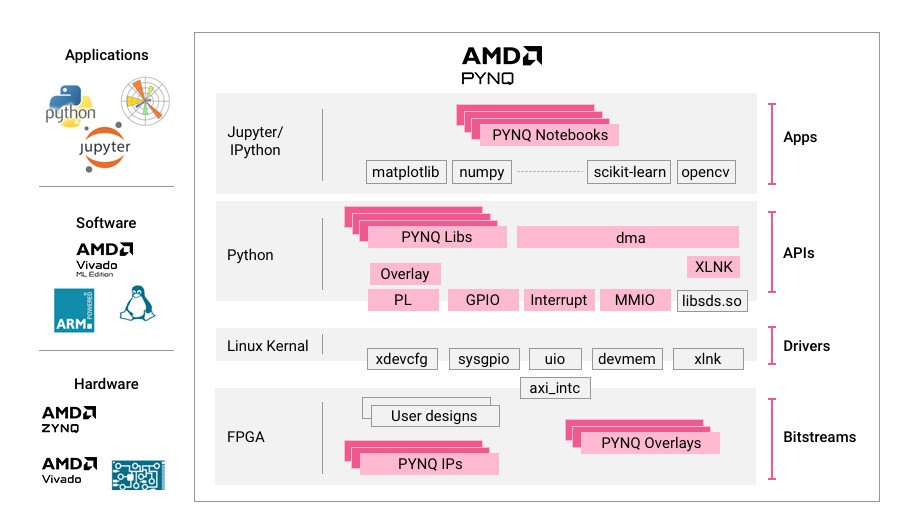 Applications
python
jupyter
Software
AMD
Vivado
ML Edition
ARM
POWERED
Hardware
AMD
ZYNQ
AMD
Vivado
AMD
PYNQ
Jupyter/
IPython
PYNQ Notebooks
matplotlib
numpy
scikit-learn
opencv
Apps
Python
PYNQ Libs
dma
Overlay
XLNK
PL
GPIO
Interrupt
MMIO
libsds.so
APIs
Linux Kernal
xdevcfg
sysgpio
uio
devmem
xlnk
Drivers
axi_intc
FPGA
User designs
PYNQ Overlays
PYNQ IPs
Bitstreams